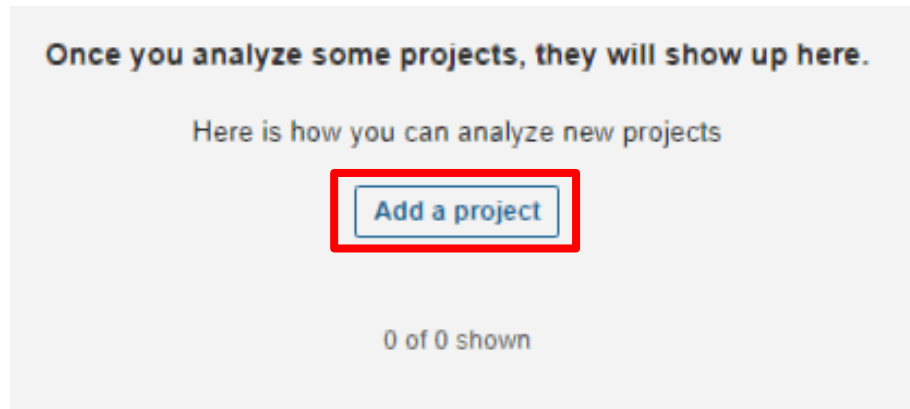 Once you analyze some projects, they will show up here.
Here is how you can analyze new projects
Add a project
0 of 0 shown